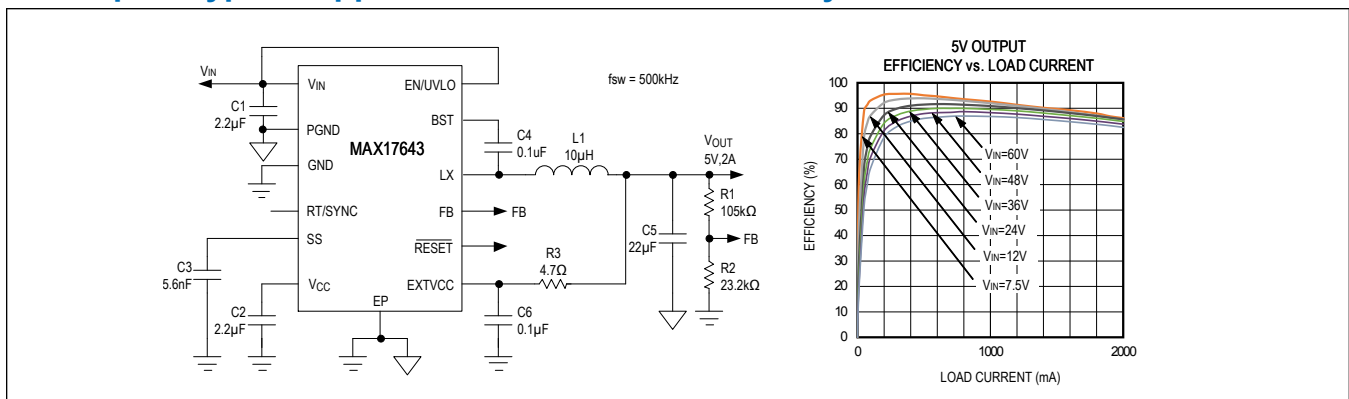 VIN
VIN
EN/UVLO
fsw = 500kHz
C1
2.2µF
PGND
BST
C4
0.1uF
L1
10µH
VOUT
5V,2A
MAX17643
GND
LX
R1
105kΩ
RT/SYNC
FB
FB
C5
22µF
FB
SS
RESET
R3
4.7Ω
R2
23.2kΩ
C3
5.6nF
VCC
EXTVCC
EP
C2
2.2µF
C6
0.1µF
5V OUTPUT
EFFICIENCY vs. LOAD CURRENT
EFFICIENCY (%)
100
90
80
70
60
50
40
30
20
10
0
VIN=60V
VIN=48V
VIN=36V
VIN=24V
VIN=12V
VIN=7.5V
0
1000
2000
LOAD CURRENT (mA)